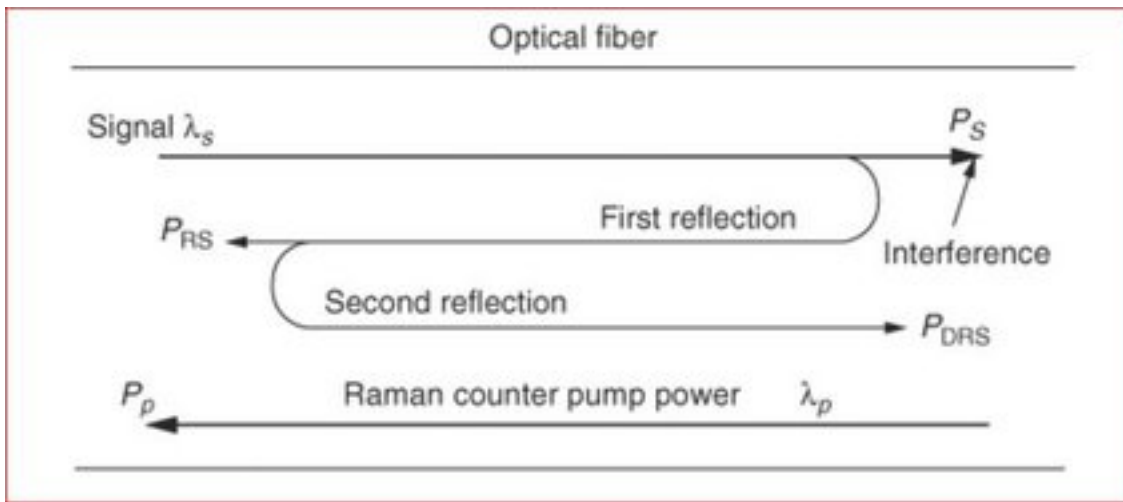 Optical fiber
Signal λs
PS
First reflection
PRS
Interference
Second reflection
PDRS
Pp
Raman counter pump power λp